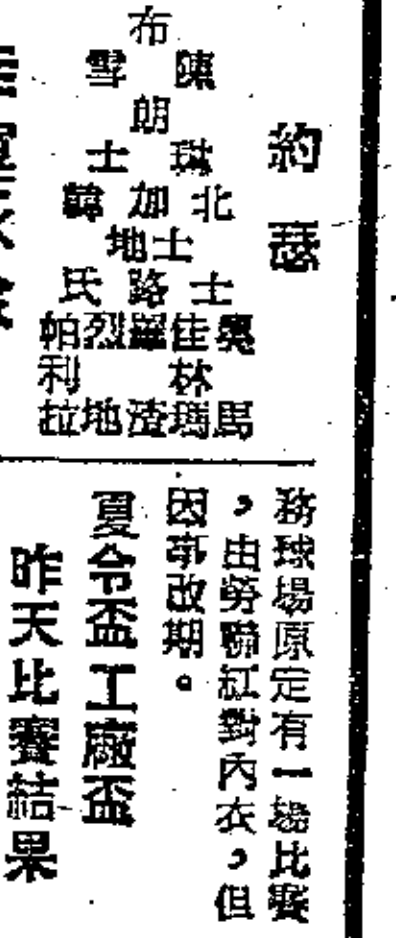 約瑟
布朗
陳琳
雪士
士地
北士
加路
韓氏
奧馬
佳林瑪
羅渣
烈地
帕利拉
務球場原定有一場比賽
，由勞聯紅對內衣，但
因事改期。
夏令盃工廠盃
昨天比賽結果